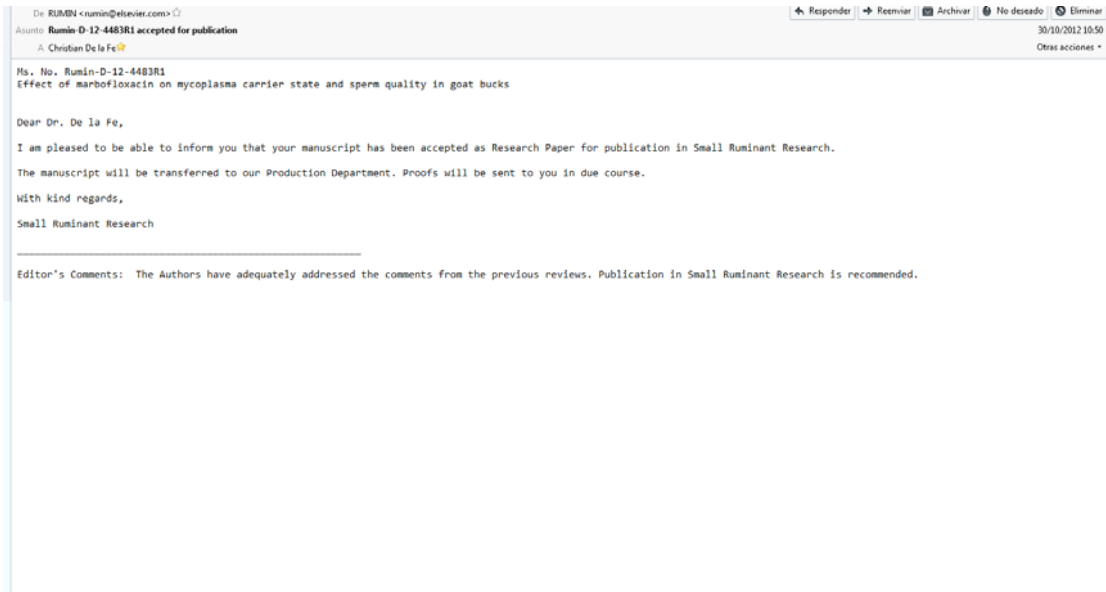 De RUMIN <rumin@elsevier.com>
Responder Reenviar Archivar No deseado Eliminar
Asunto Rumin-D-12-4483R1 accepted for publication
30/10/2012 10:50
A Christian De la Fe
Otras acciones
Ms. No. Rumin-D-12-4483R1
Effect of marbofloxacin on mycoplasma carrier state and sperm quality in goat bucks
Dear Dr. De la Fe,
I am pleased to be able to inform you that your manuscript has been accepted as Research Paper for publication in Small Ruminant Research.
The manuscript will be transferred to our Production Department. Proofs will be sent to you in due course.
With kind regards,
Small Ruminant Research
Editor's Comments: The Authors have adequately addressed the comments from the previous reviews. Publication in Small Ruminant Research is recommended.